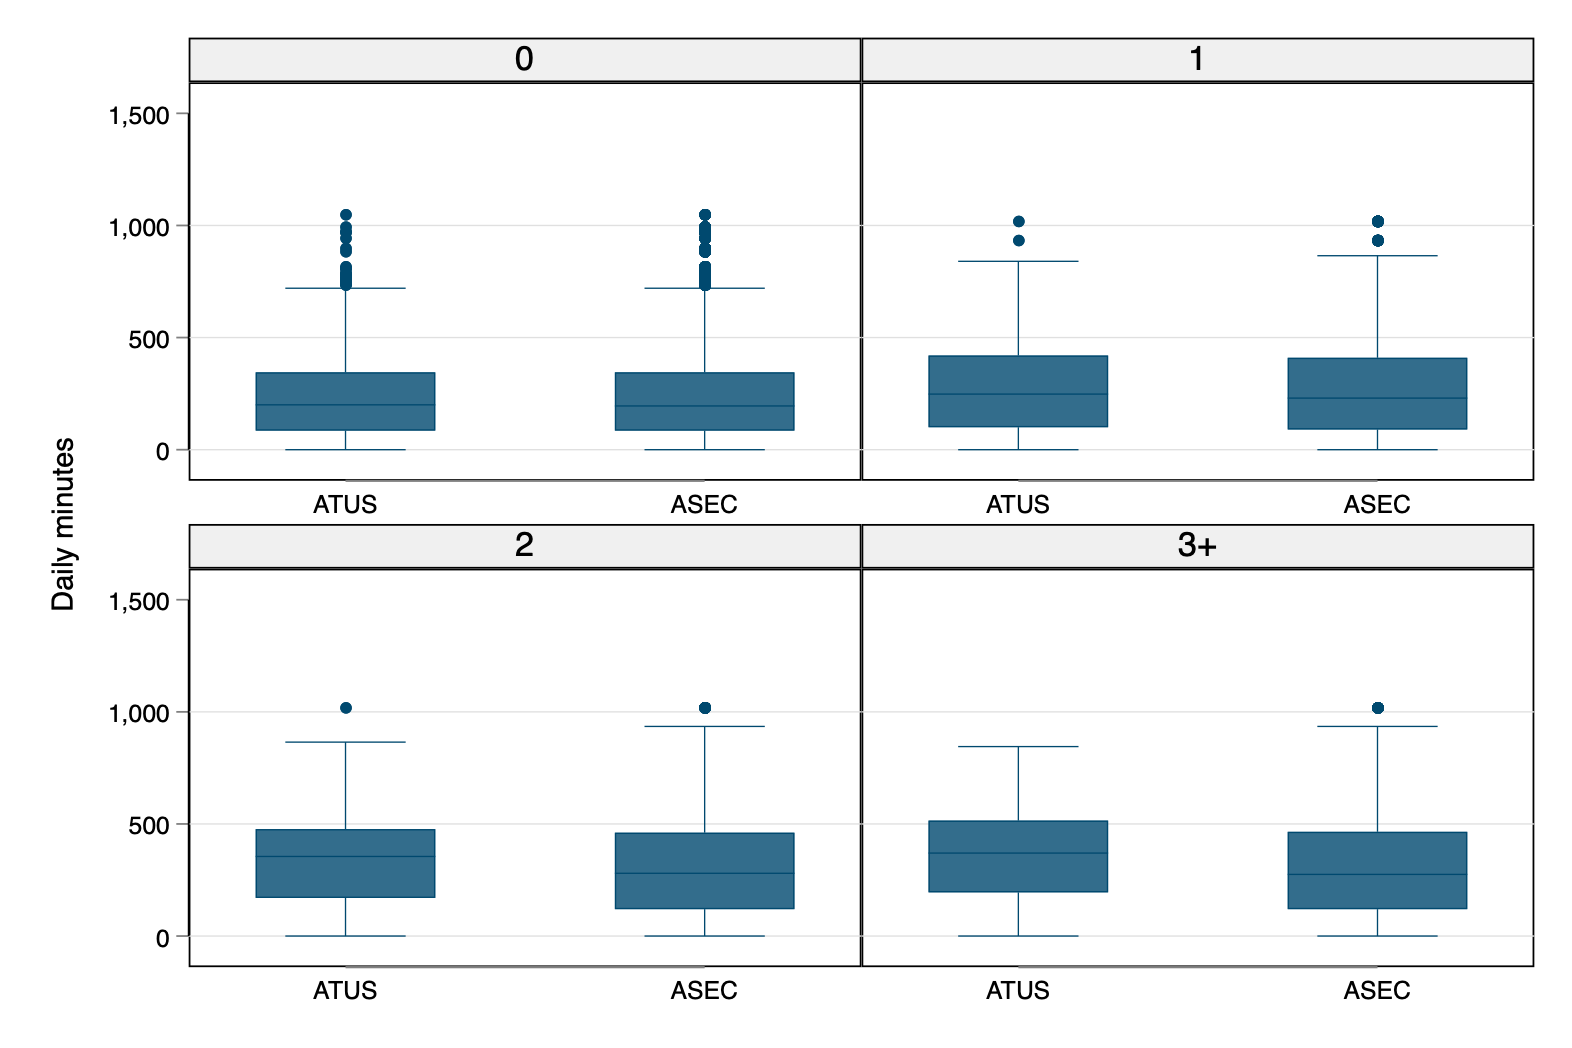 0
1
1,500
1,000
500
0
ATUS
ASEC
ATUS
ASEC
Daily minutes
2
3+
1,500
1,000
500
0
ATUS
ASEC
ATUS
ASEC